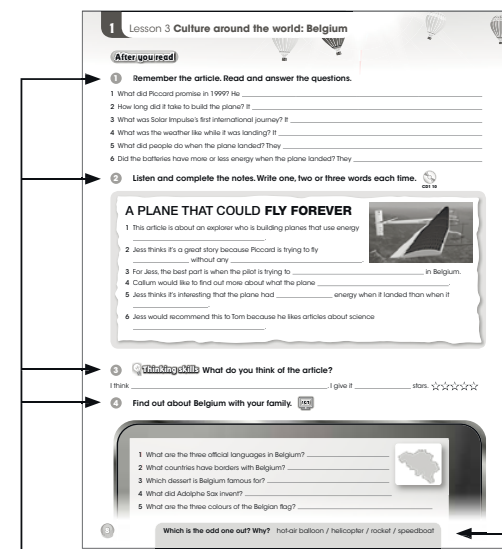 1 Lesson 3 Culture around the world: Belgium
After you read
1 Remember the article. Read and answer the questions.
1 What did Piccard promise in 1999? He
2 How long did it take to build the plane? It
3 What was Solar Impulse's first international journey? It
4 What was the weather like while it was landing? It
5 What did people do when the plane landed? They
6 Did the batteries have more or less energy when the plane landed? They
2 Listen and complete the notes. Write one, two or three words each time.
CD1 10
A PLANE THAT COULD FLY FOREVER
1 This article is about an explorer who is building planes that use energy
.
2 Jess thinks it's a great story because Piccard is trying to fly
without any .
3 For Jess, the best part is when the pilot is trying to in Belgium.
4 Callum would like to find out more about what the plane .
5 Jess thinks it's interesting that the plane had energy when it landed than when it
.
6 Jess would recommend this to Tom because he likes articles about science
.
3 Thinking skills What do you think of the article?
I think . I give it stars.
4 Find out about Belgium with your family.
1 What are the three official languages in Belgium?
2 What countries have borders with Belgium?
3 Which dessert is Belgium famous for?
4 What did Adolphe Sax invent?
5 What are the three colours of the Belgian flag?
8
Which is the odd one out? Why? hot-air balloon / helicopter / rocket / speedboat